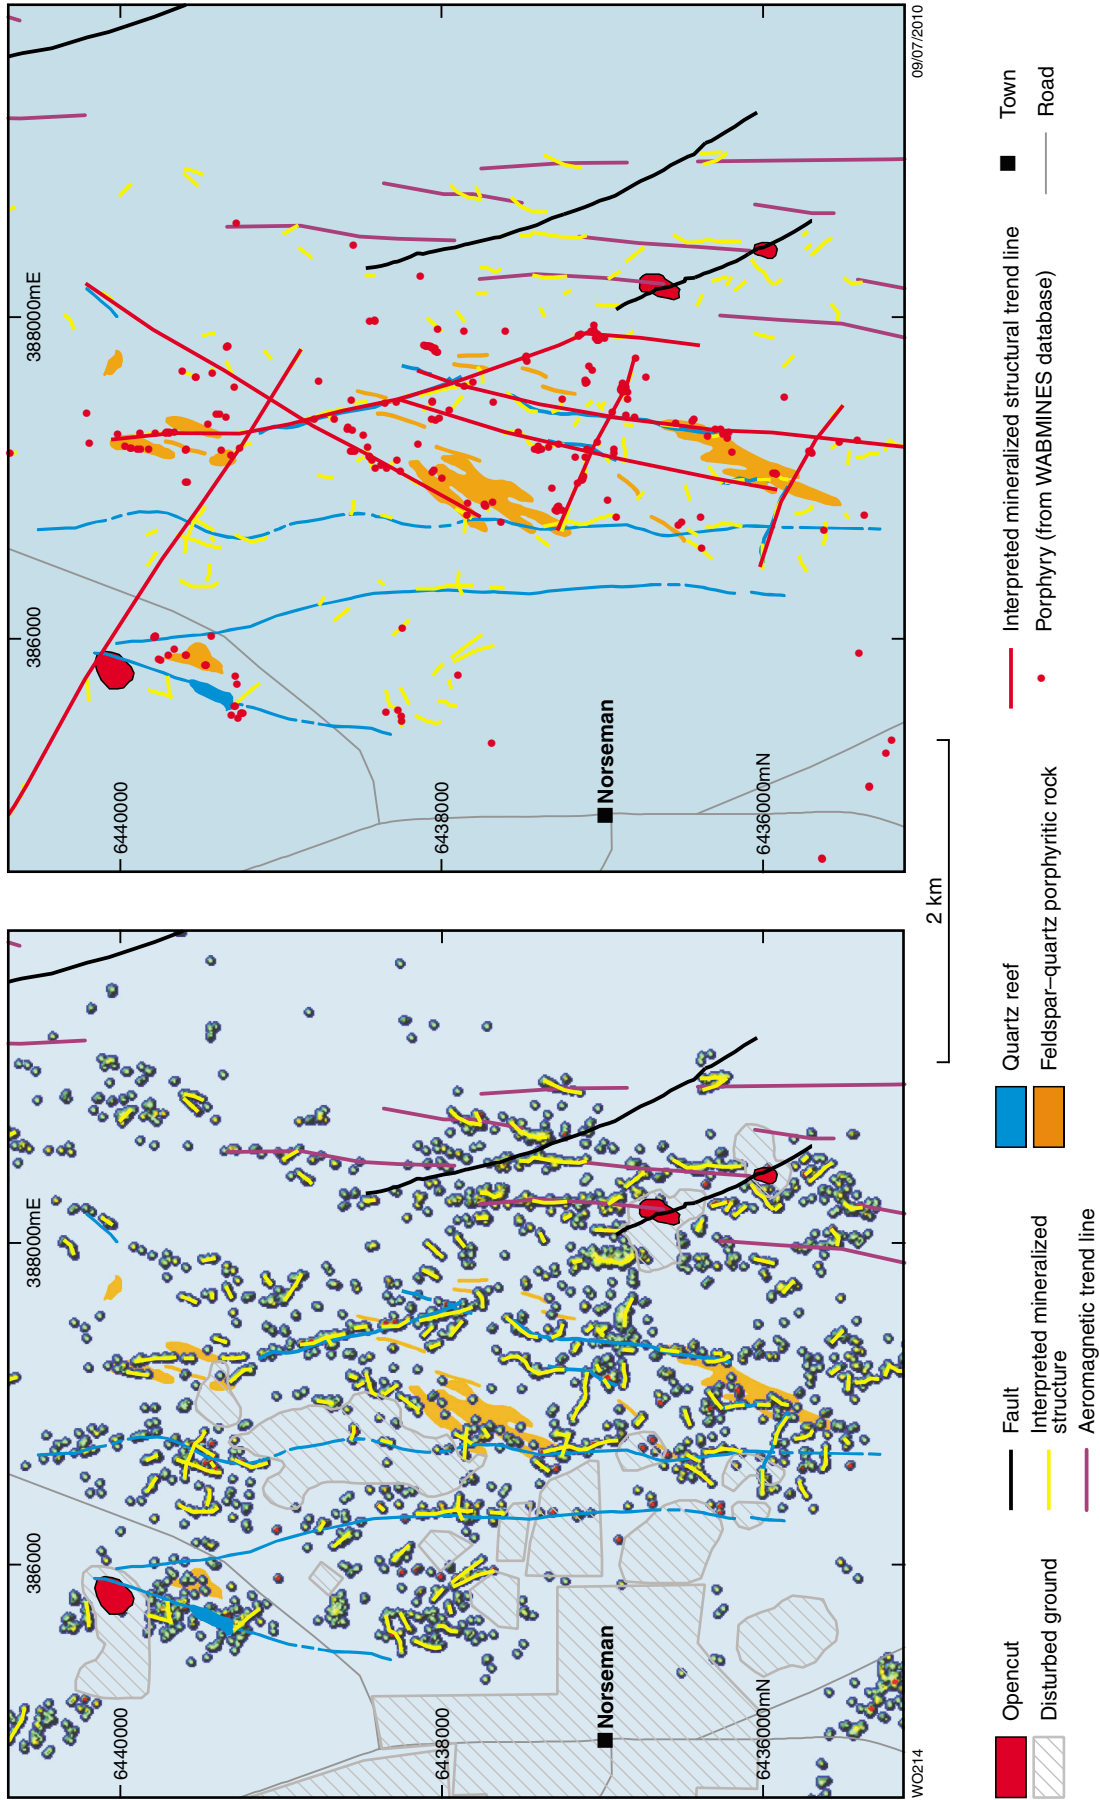 6440000
6438000
6436000mN
386000
388000mE
Norseman
WO214
6440000
6438000
6436000mN
386000
388000mE
Norseman
09/07/2010
2 km
Opencut
Disturbed ground
Fault
Interpreted mineralized
structure
Aeromagnetic trend line
Quartz reef
Feldspar–quartz porphyritic rock
Interpreted mineralized structural trend line
Porphyry (from WABMINES database)
Town
Road